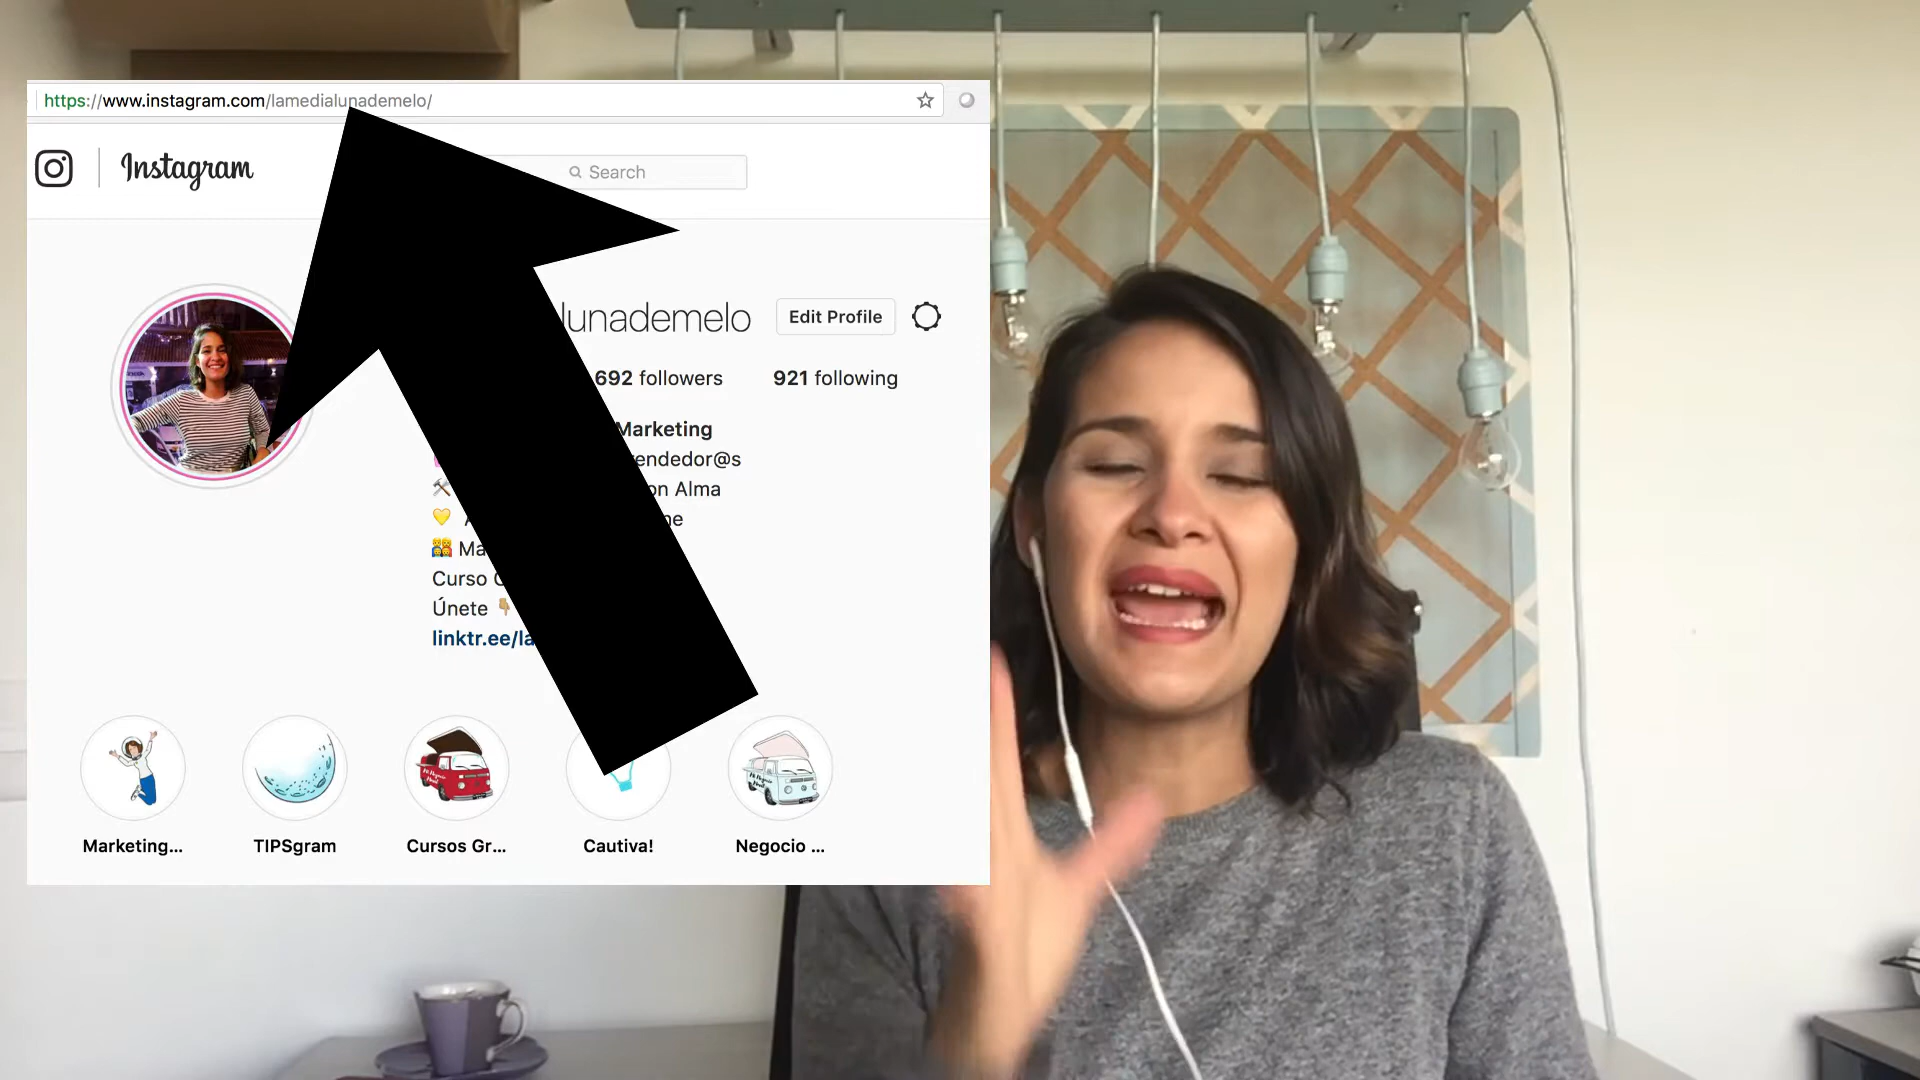 https://www.instagram.com/lamedialunademelo/
Instagram
Search
lunademelo
Edit Profile
692 followers
921 following
Marketing
endedor@s
on Alma
Ma
Curso
Únete
linktr.ee/la
Marketing...
TIPSgram
Cursos Gr...
Cautiva!
Negocio ...